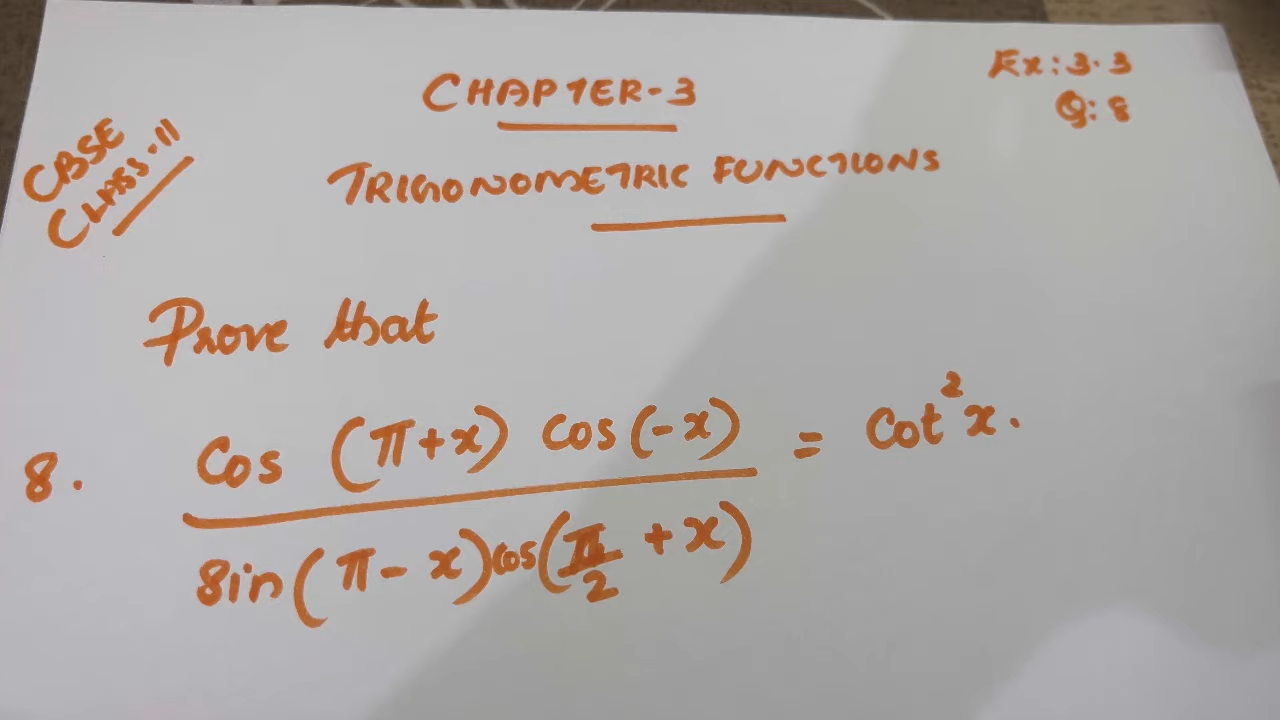 CHAPTER-3
Ex: 3.3
Q: 8
CBSE
CLASS-11
TRIGONOMETRIC FUNCTIONS
Prove that
8. cos (π+x) cos(-x) = cot²x.
sin(π- x)cos(π/2 + x)